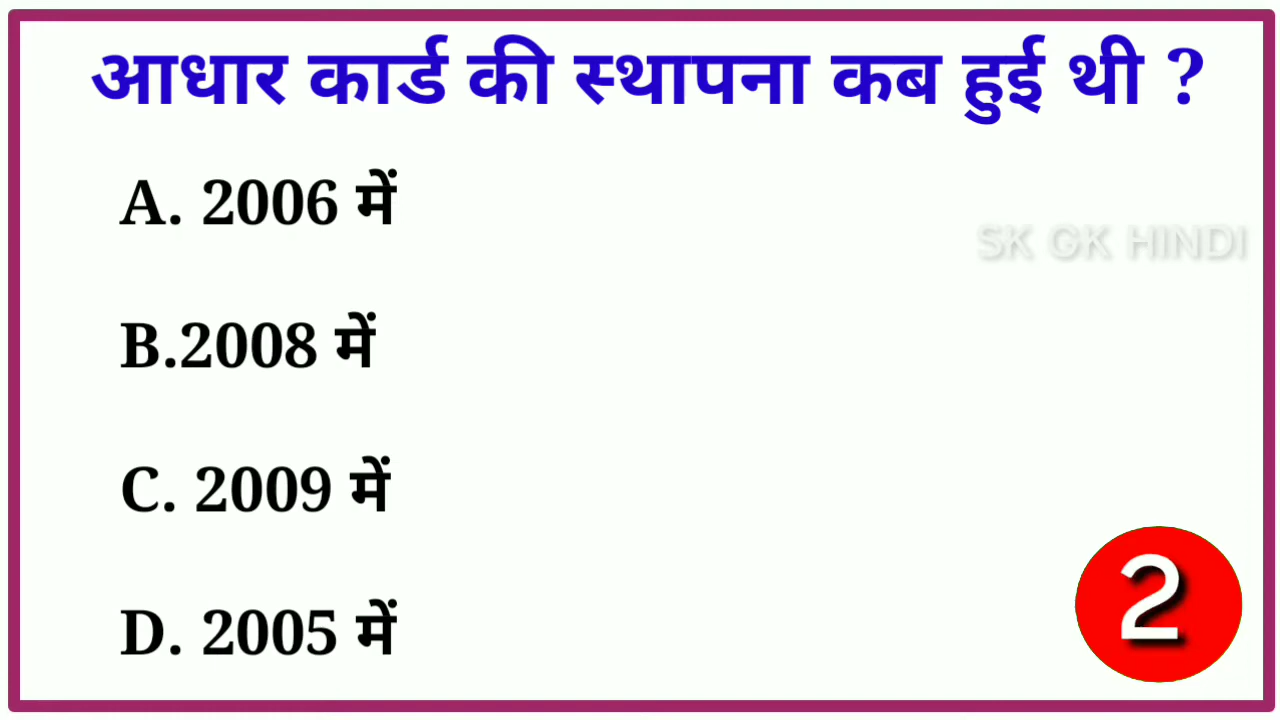 आधार कार्ड की स्थापना कब हुई थी ?
A. 2006 में
SK GK HINDI
B.2008 में
C. 2009 में
D. 2005 में
2